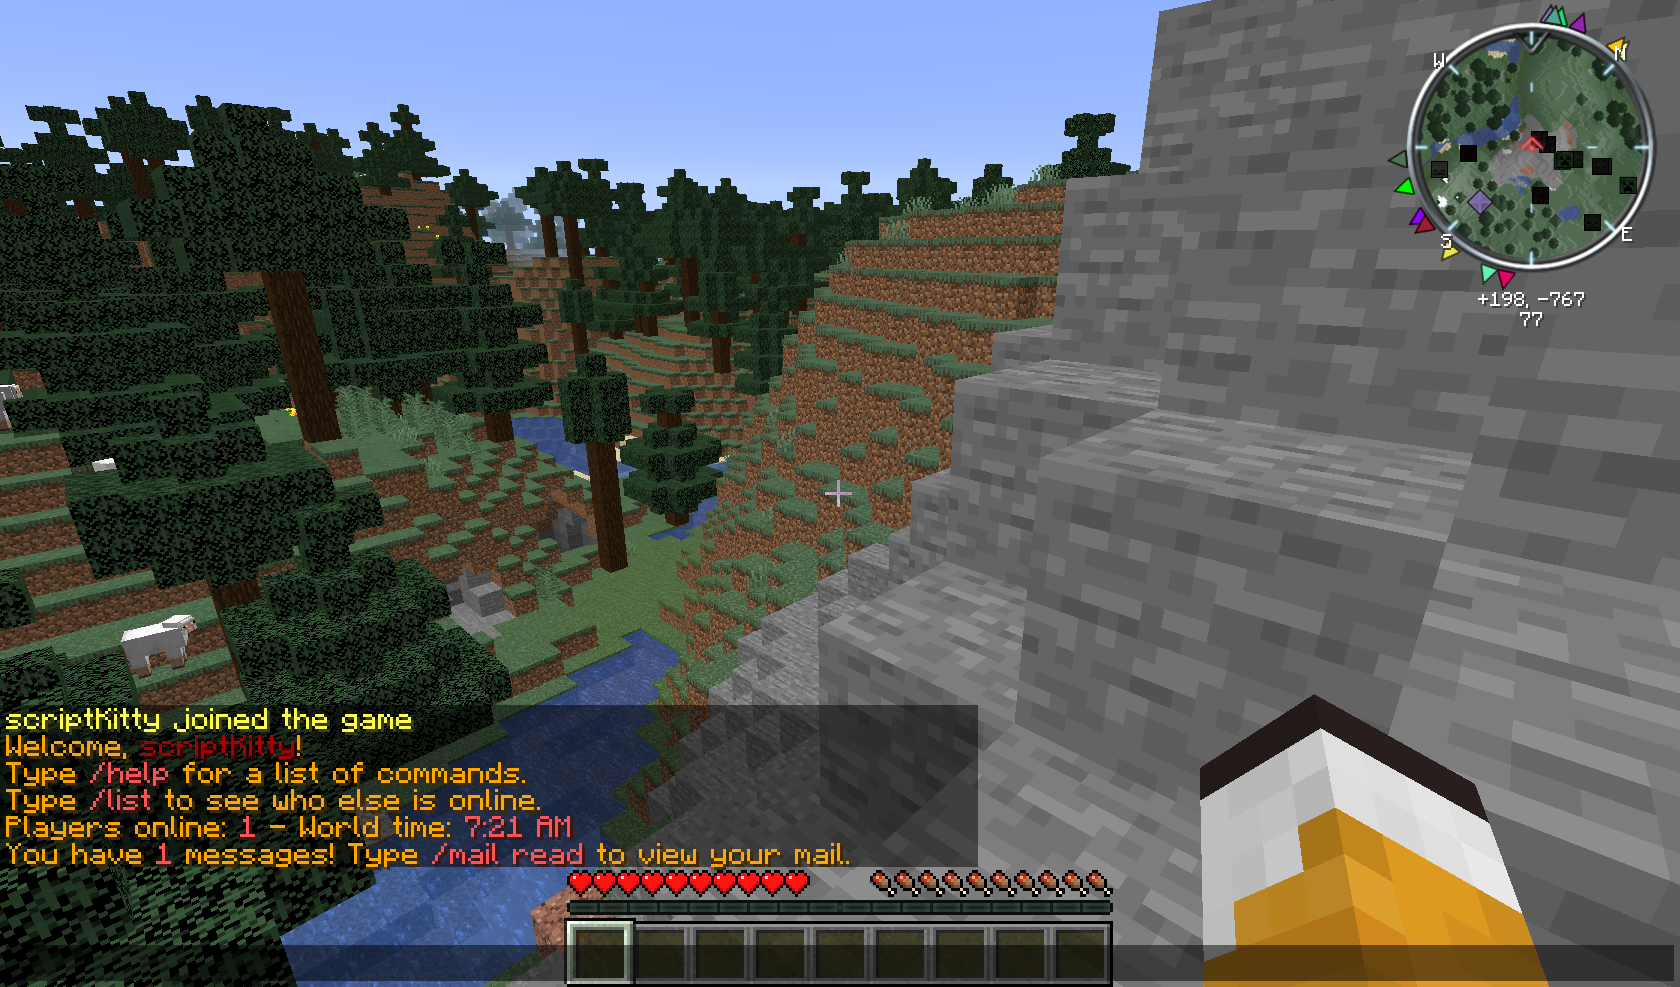 W
N
S
E
+198, -767
77
scriptKitty joined the game
Welcome, scriptKitty!
Type /help for a list of commands.
Type /list to see who else is online.
Players online: 1 - World time: 7:21 AM
You have 1 messages! Type /mail read to view your mail.